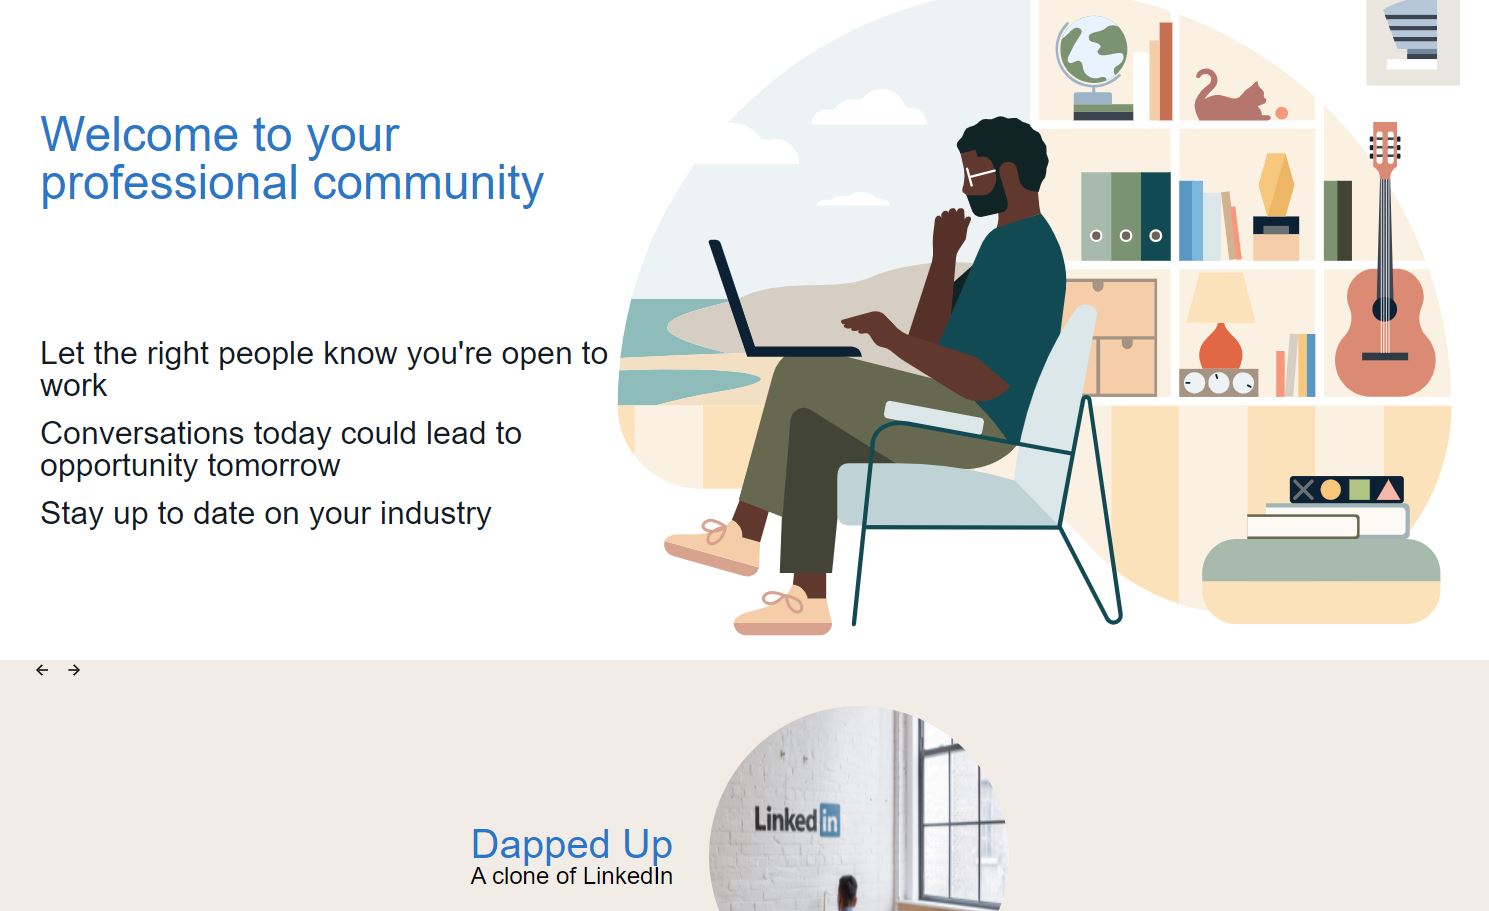 Welcome to your
professional community
Let the right people know you're open to
work
Conversations today could lead to
opportunity tomorrow
Stay up to date on your industry
Linked in
Dapped Up
A clone of LinkedIn